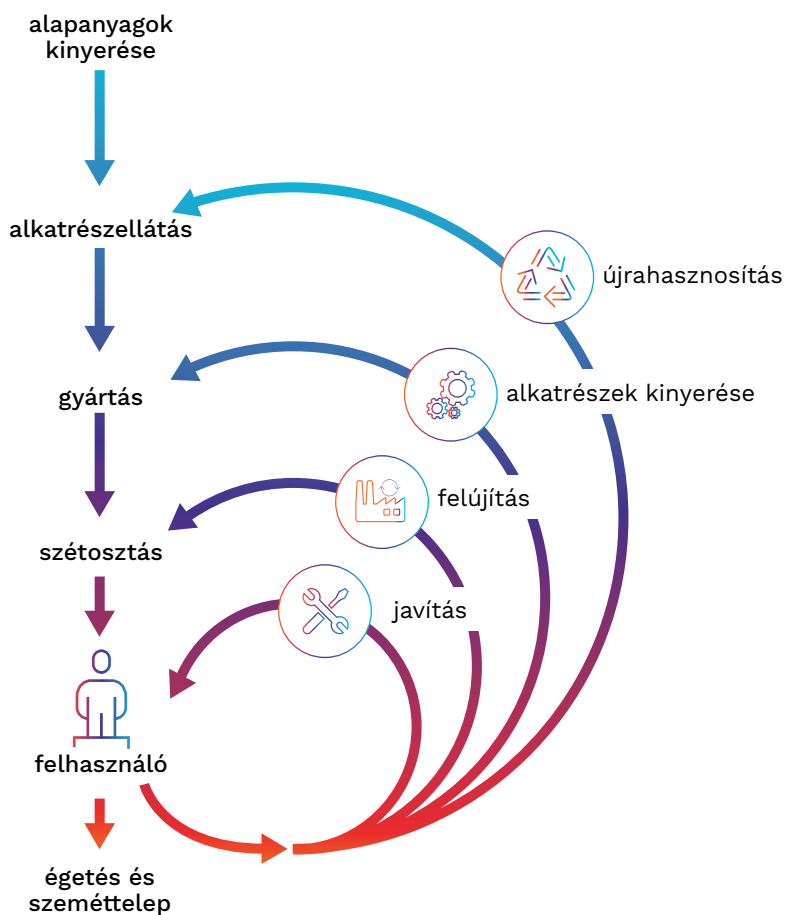 alapanyagok
kinyerése
alkatrészellátás
újrahasznosítás
gyártás
alkatrészek kinyerése
felújítás
szétosztás
javítás
felhasználó
égetés és
szeméttelep